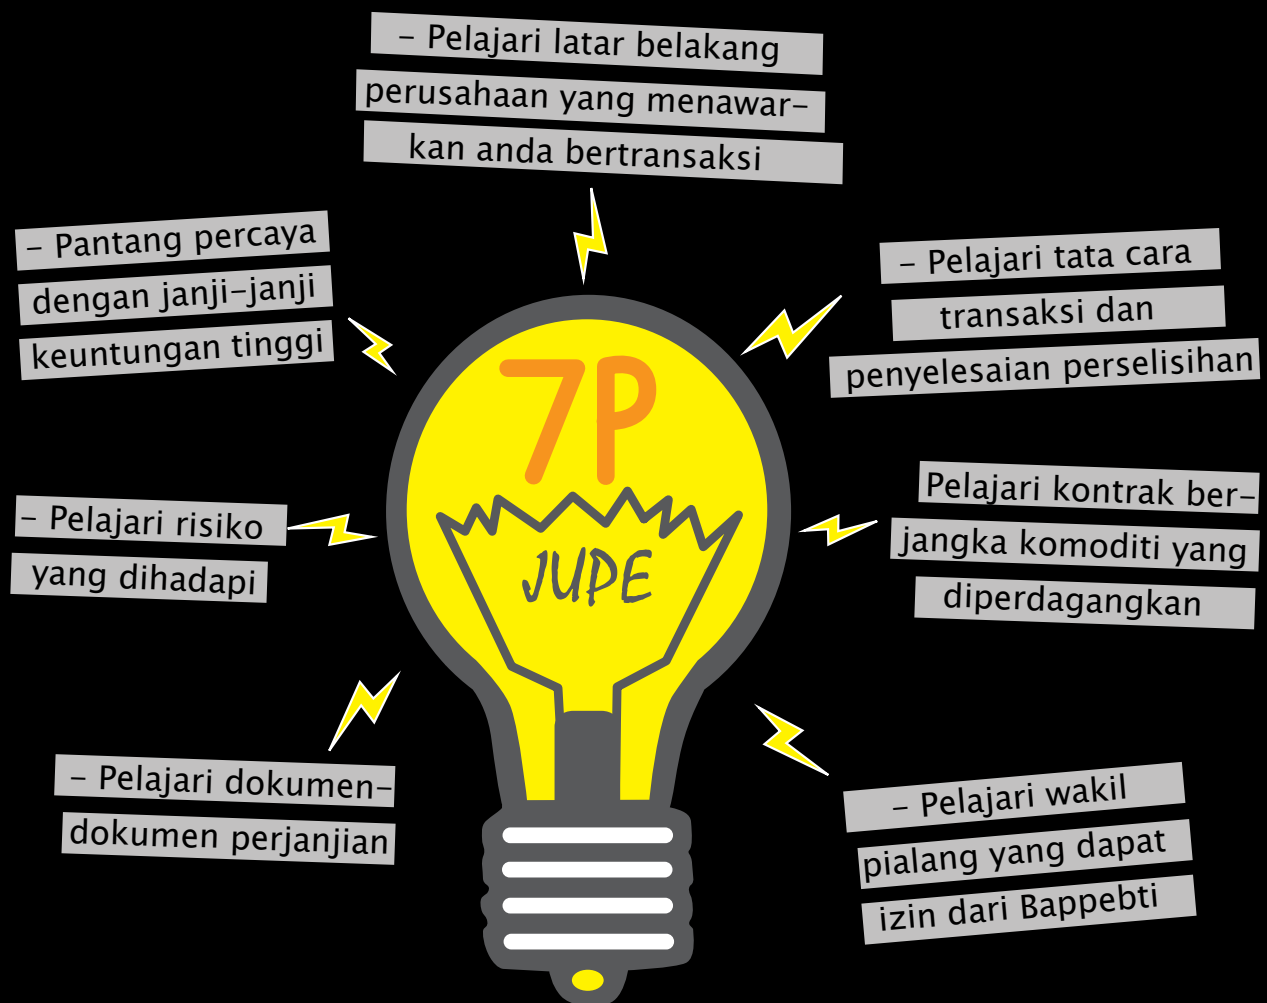 - Pelajari latar belakang
perusahaan yang menawar-
kan anda bertransaksi
- Pantang percaya
dengan janji-janji
keuntungan tinggi
- Pelajari tata cara
transaksi dan
penyelesaian perselisihan
7P
JUPE
- Pelajari risiko
yang dihadapi
Pelajari kontrak ber-
jangka komoditi yang
diperdagangkan
- Pelajari dokumen-
dokumen perjanjian
- Pelajari wakil
pialang yang dapat
izin dari Bappebti